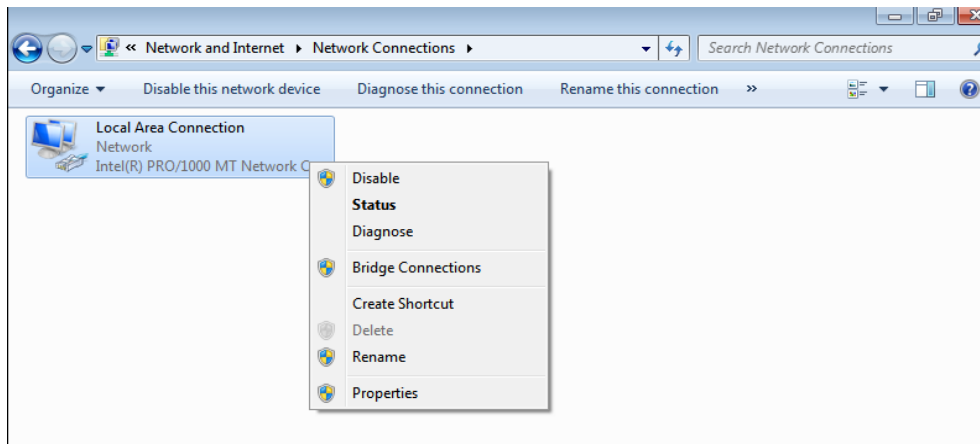 « Network and Internet ▸ Network Connections ▸ Search Network Connections
Organize ▾ Disable this network device Diagnose this connection Rename this connection »
Local Area Connection
Network
Intel(R) PRO/1000 MT Network C
Disable
Status
Diagnose
Bridge Connections
Create Shortcut
Delete
Rename
Properties